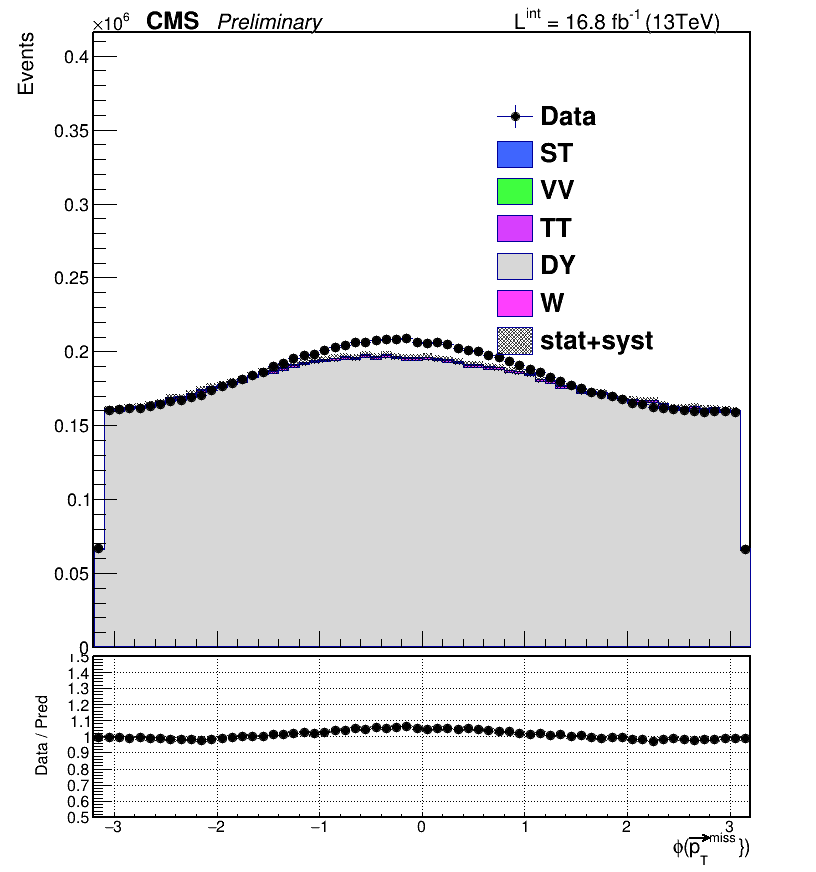 ×10⁶ CMS Preliminary L^int = 16.8 fb⁻¹ (13TeV)
Events
0.4
0.35
0.3
0.25
0.2
0.15
0.1
0.05
0
Data
ST
VV
TT
DY
W
stat+syst
Data / Pred
1.5
1.4
1.3
1.2
1.1
1
0.9
0.8
0.7
0.6
0.5
−3 −2 −1 0 1 2 3
ϕ(p⃗_T^miss})